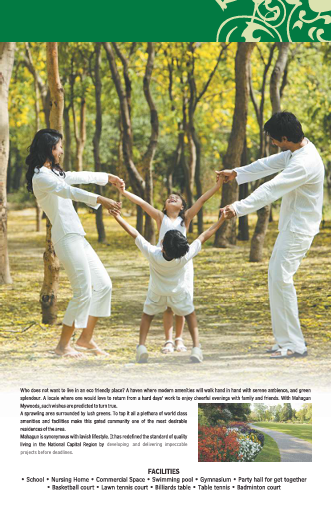 Who does not want to live in an eco friendly place? A haven where modern amenities will walk hand in hand with serene ambience, and green
splendour. A locale where one would love to return from a hard days' work to enjoy cheerful evenings with family and friends. With Mahagun
Mywoods, such wishes are predicted to turn true.
A sprawling area surrounded by lush greens. To top it all a plethora of world class
amenities and facilities make this gated community one of the most desirable
residences of the area.
Mahagun is synonymous with lavish lifestyle. It has redefined the standard of quality
living in the National Capital Region by developing and delivering impeccable
projects before deadlines.
FACILITIES
• School • Nursing Home • Commercial Space • Swimming pool • Gymnasium • Party hall for get together
• Basketball court • Lawn tennis court • Billiards table • Table tennis • Badminton court